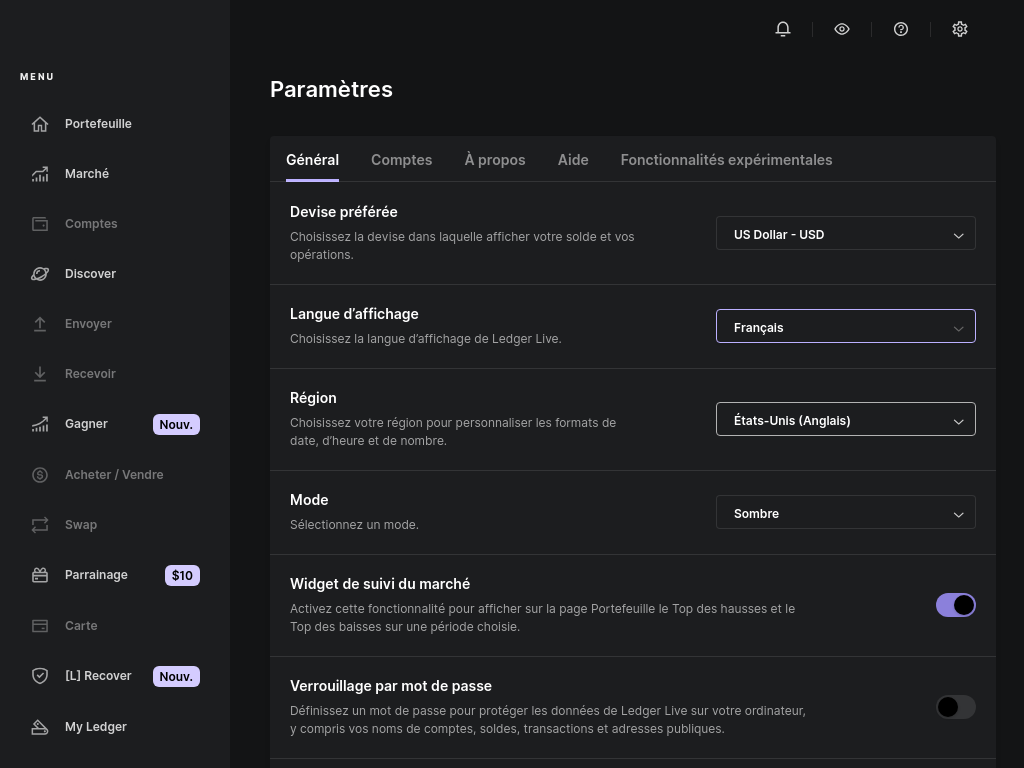 MENU
Portefeuille
Marché
Comptes
Discover
Envoyer
Recevoir
Gagner Nouv.
Acheter / Vendre
Swap
Parrainage $10
Carte
[L] Recover Nouv.
My Ledger
Paramètres
Général Comptes À propos Aide Fonctionnalités expérimentales
Devise préférée
Choisissez la devise dans laquelle afficher votre solde et vos
opérations.
US Dollar - USD
Langue d’affichage
Choisissez la langue d’affichage de Ledger Live.
Français
Région
Choisissez votre région pour personnaliser les formats de
date, d’heure et de nombre.
États-Unis (Anglais)
Mode
Sélectionnez un mode.
Sombre
Widget de suivi du marché
Activez cette fonctionnalité pour afficher sur la page Portefeuille le Top des hausses et le
Top des baisses sur une période choisie.
Verrouillage par mot de passe
Définissez un mot de passe pour protéger les données de Ledger Live sur votre ordinateur,
y compris vos noms de comptes, soldes, transactions et adresses publiques.